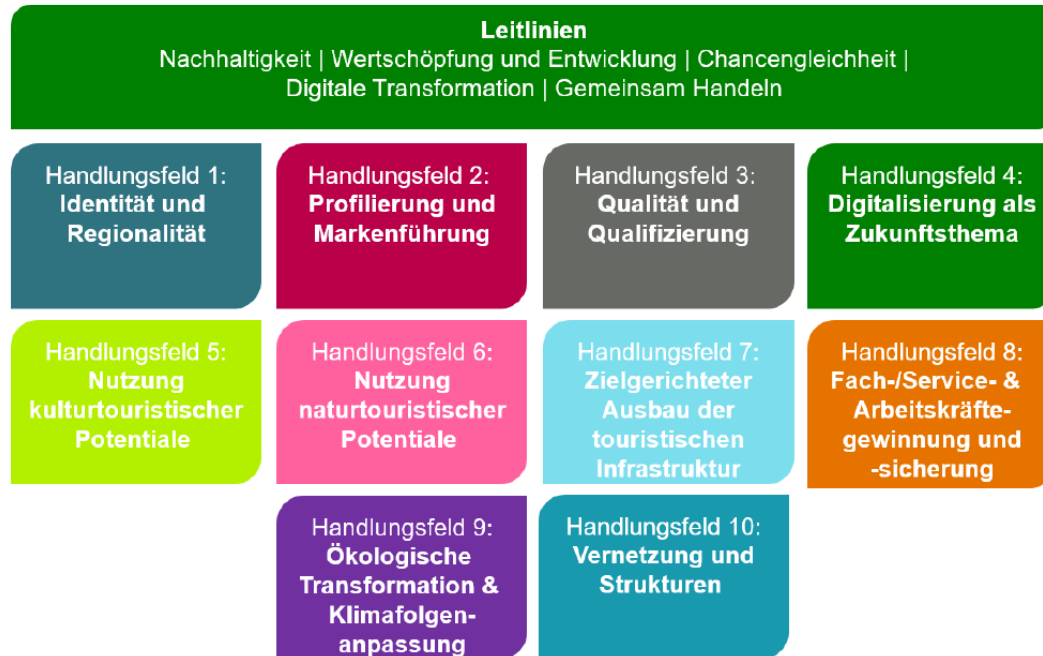 Leitlinien
Nachhaltigkeit | Wertschöpfung und Entwicklung | Chancengleichheit |
Digitale Transformation | Gemeinsam Handeln
Handlungsfeld 1:
Identität und
Regionalität
Handlungsfeld 2:
Profilierung und
Markenführung
Handlungsfeld 3:
Qualität und
Qualifizierung
Handlungsfeld 4:
Digitalisierung als
Zukunftsthema
Handlungsfeld 5:
Nutzung
kulturtouristischer
Potentiale
Handlungsfeld 6:
Nutzung
naturtouristischer
Potentiale
Handlungsfeld 7:
Zielgerichteter
Ausbau der
touristischen
Infrastruktur
Handlungsfeld 8:
Fach-/Service- &
Arbeitskräfte-
gewinnung und
-sicherung
Handlungsfeld 9:
Ökologische
Transformation &
Klimafolgen-
anpassung
Handlungsfeld 10:
Vernetzung und
Strukturen